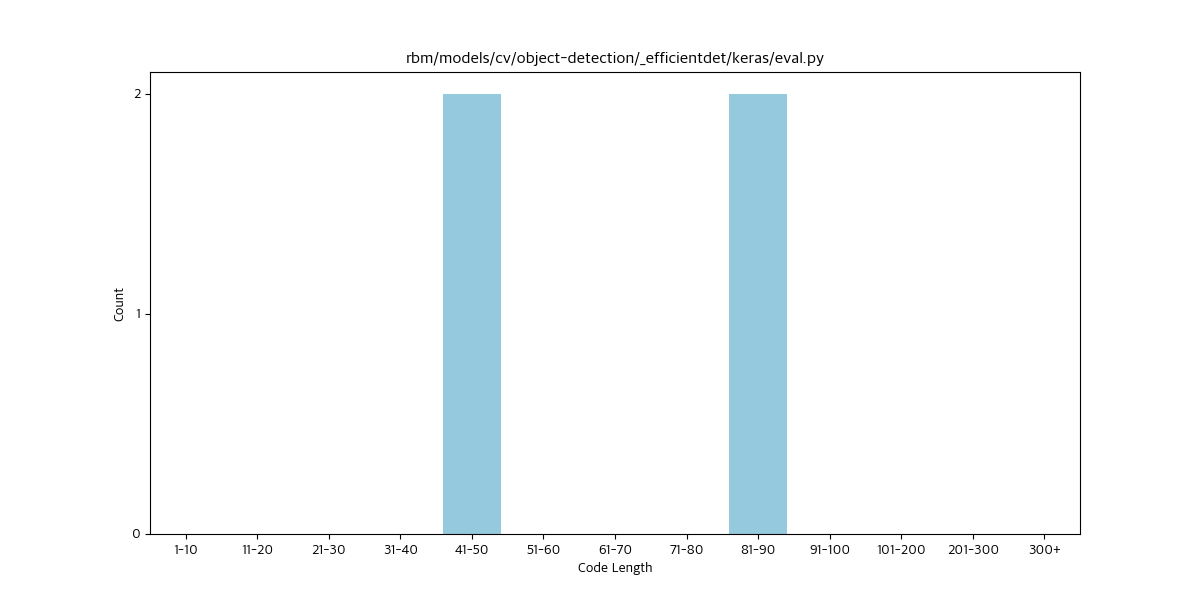 rbm/models/cv/object-detection/_efficientdet/keras/eval.py
2
1
0
Count
1-10 11-20 21-30 31-40 41-50 51-60 61-70 71-80 81-90 91-100 101-200 201-300 300+
Code Length